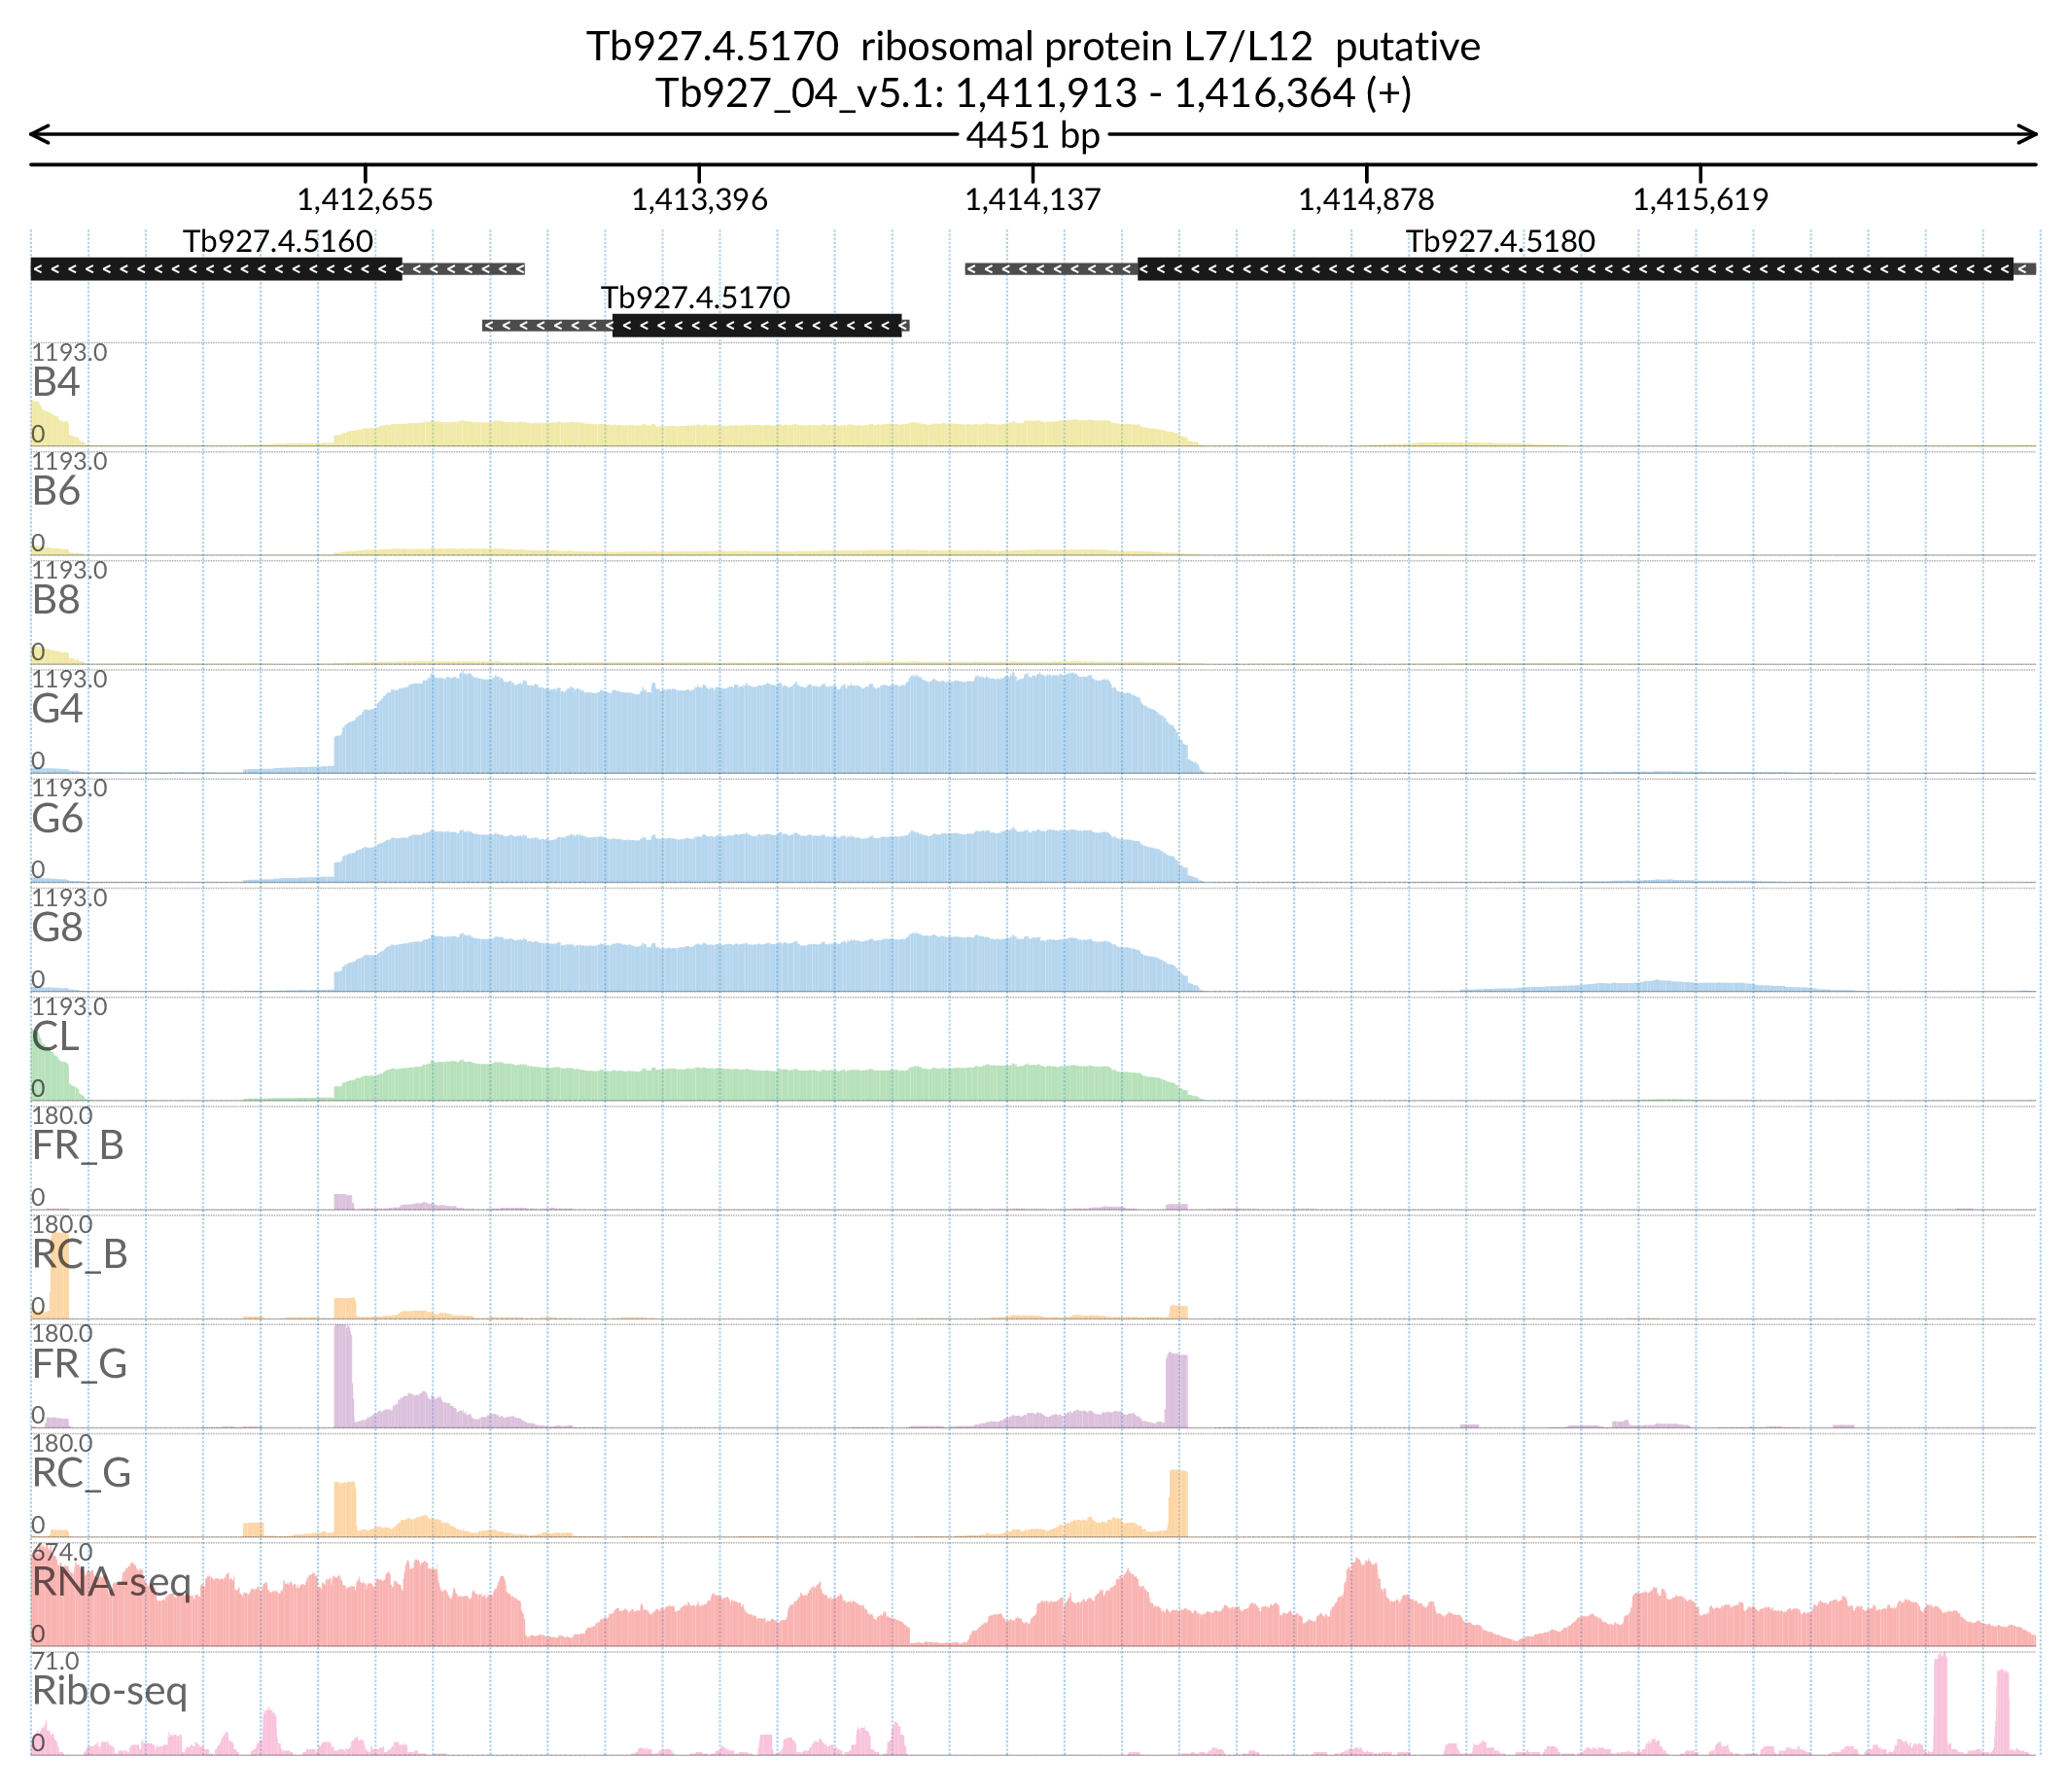 Tb927.4.5170  ribosomal protein L7/L12  putative
Tb927_04_v5.1: 1,411,913 - 1,416,364 (+)
4451 bp
1,412,655 1,413,396 1,414,137 1,414,878 1,415,619
Tb927.4.5160 Tb927.4.5180
Tb927.4.5170
1193.0
B4
0
1193.0
B6
0
1193.0
B8
0
1193.0
G4
0
1193.0
G6
0
1193.0
G8
0
1193.0
CL
0
180.0
FR_B
0
180.0
RC_B
0
180.0
FR_G
0
180.0
RC_G
0
674.0
RNA-seq
0
71.0
Ribo-seq
0